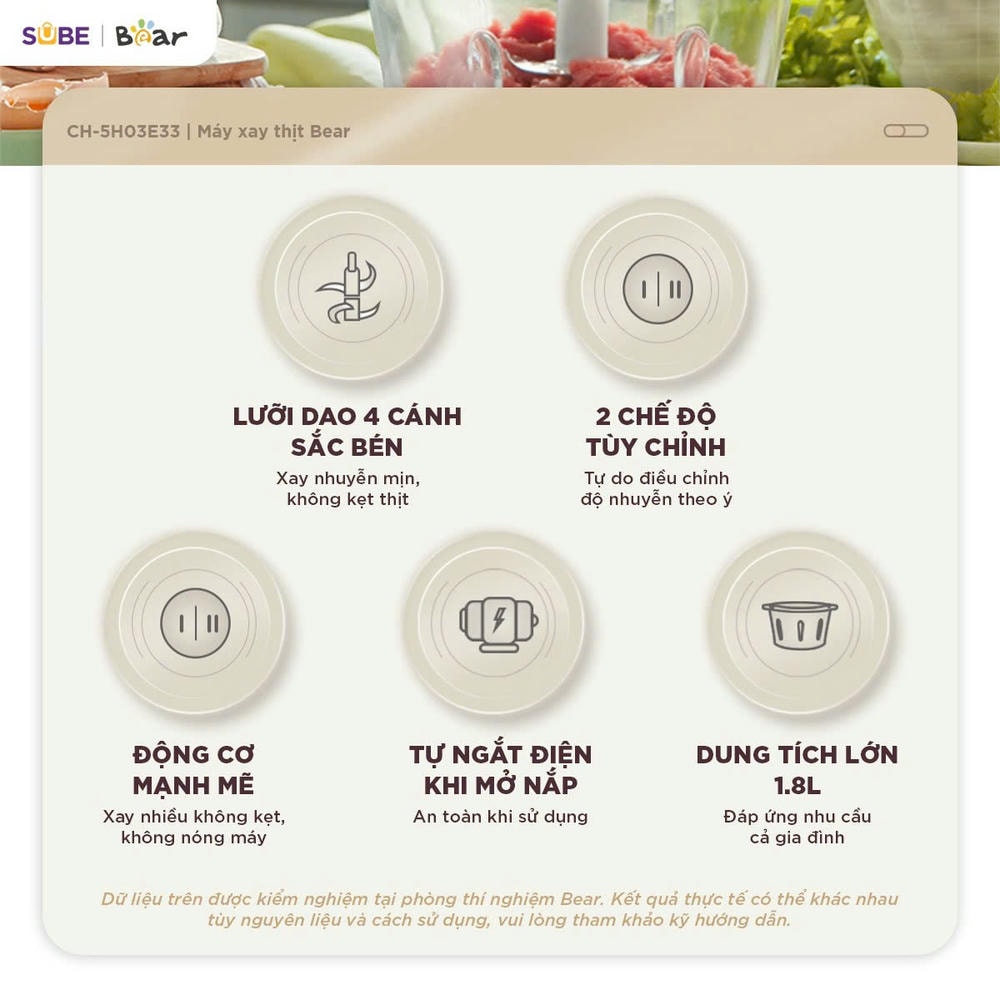 SUBE | Bear
CH-5H03E33 | Máy xay thịt Bear
LƯỠI DAO 4 CÁNH
SẮC BÉN
Xay nhuyễn mịn,
không kẹt thịt
2 CHẾ ĐỘ
TÙY CHỈNH
Tự do điều chỉnh
độ nhuyễn theo ý
ĐỘNG CƠ
MẠNH MẼ
Xay nhiều không kẹt,
không nóng máy
TỰ NGẮT ĐIỆN
KHI MỞ NẮP
An toàn khi sử dụng
DUNG TÍCH LỚN
1.8L
Đáp ứng nhu cầu
cả gia đình
Dữ liệu trên được kiểm nghiệm tại phòng thí nghiệm Bear. Kết quả thực tế có thể khác nhau
tùy nguyên liệu và cách sử dụng, vui lòng tham khảo kỹ hướng dẫn.